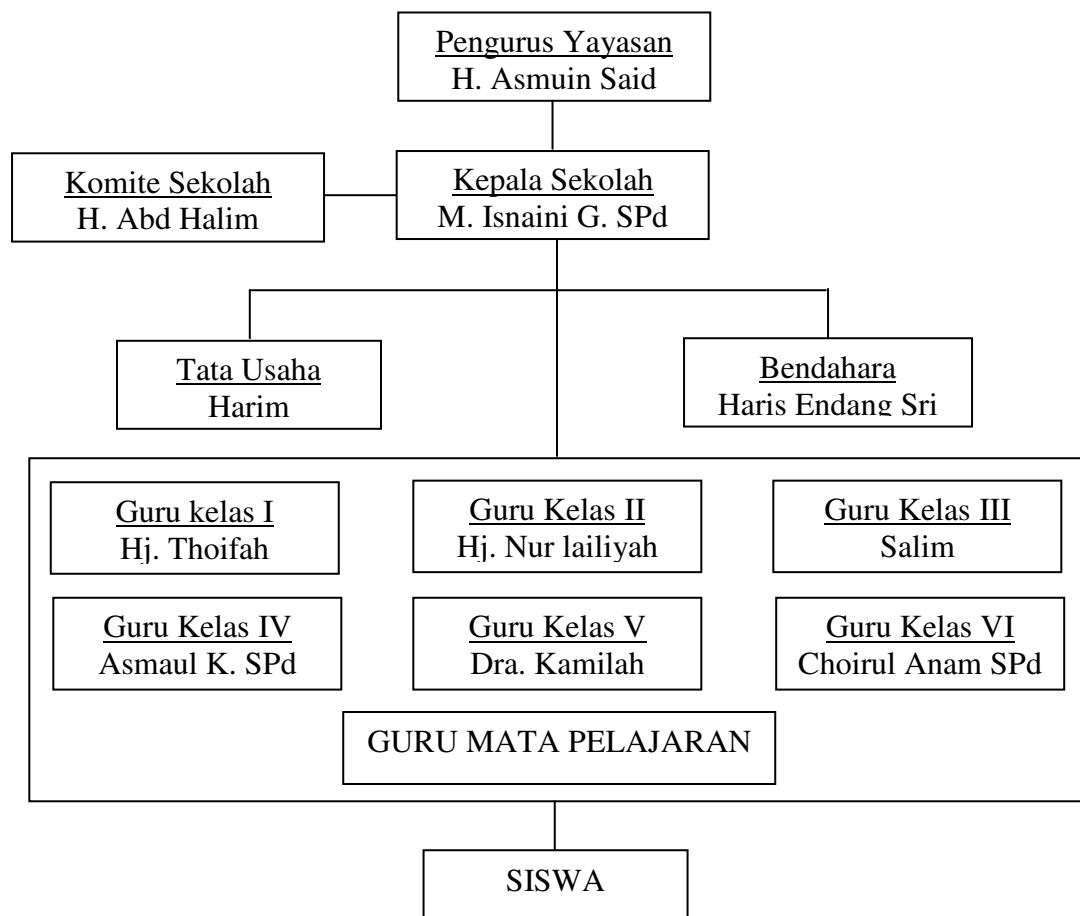 Pengurus Yayasan
H. Asmuin Said
Komite Sekolah
H. Abd Halim
Kepala Sekolah
M. Isnaini G. SPd
Tata Usaha
Harim
Bendahara
Haris Endang Sri
Guru kelas I
Hj. Thoifah
Guru Kelas II
Hj. Nur lailiyah
Guru Kelas III
Salim
Guru Kelas IV
Asmaul K. SPd
Guru Kelas V
Dra. Kamilah
Guru Kelas VI
Choirul Anam SPd
GURU MATA PELAJARAN
SISWA